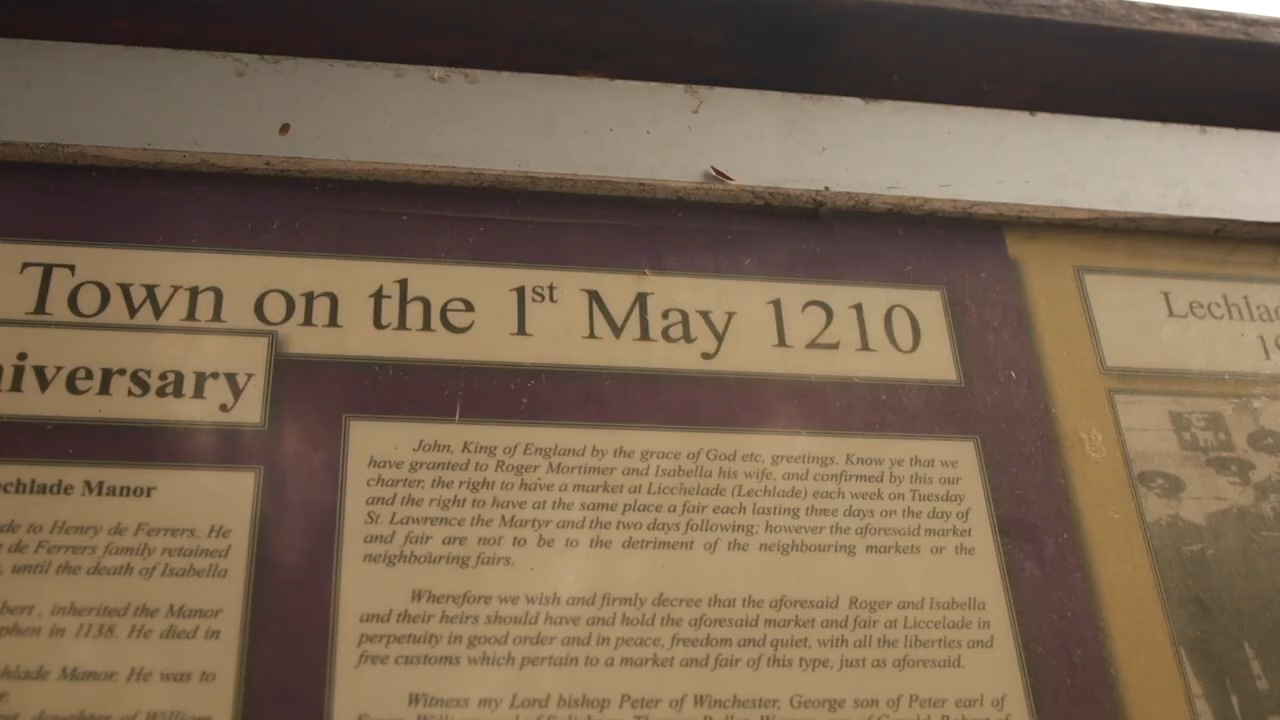 Town on the 1st May 1210
niversary
John, King of England by the grace of God etc, greetings. Know ye that we
have granted to Roger Mortimer and Isabella his wife, and confirmed by this our
charter, the right to have a market at Licchelade (Lechlade) each week on Tuesday
and the right to have at the same place a fair each lasting three days on the day of
St. Lawrence the Martyr and the two days following; however the aforesaid market
and fair are not to be to the detriment of the neighbouring markets or the
neighbouring fairs.
Wherefore we wish and firmly decree that the aforesaid Roger and Isabella
and their heirs should have and hold the aforesaid market and fair at Liccelade in
perpetuity in good order and in peace, freedom and quiet, with all the liberties and
free customs which pertain to a market and fair of this type, just as aforesaid.
Witness my Lord bishop Peter of Winchester, George son of Peter earl of
echlade Manor
de to Henry de Ferrers. He
de Ferrers family retained
until the death of Isabella
bert , inherited the Manor
phen in 1138. He died in
hlade Manor. He was to
Lechlad